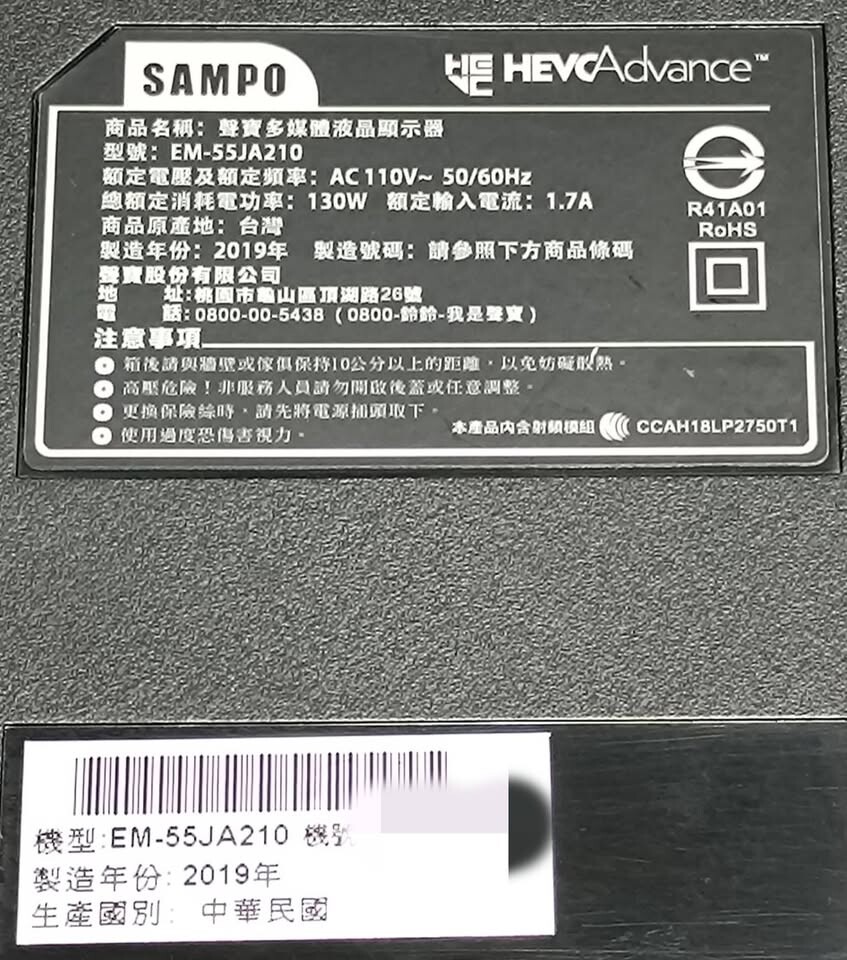 SAMPO
HEVCAdvance™
商品名稱：聲寶多媒體液晶顯示器
型號：EM-55JA210
額定電壓及額定頻率：AC 110V~ 50/60Hz
總額定消耗電功率：130W 額定輸入電流：1.7A
商品原產地：台灣
製造年份：2019年 製造號碼：請參照下方商品條碼
聲寶股份有限公司
地 址:桃園市龜山區頂湖路26號
電 話:0800-00-5438（0800-鈴鈴-我是聲寶）
R41A01
RoHS
注意事項
箱後請與牆壁或傢俱保持10公分以上的距離，以免妨礙散熱。
高壓危險！非服務人員請勿開啟後蓋或任意調整。
更換保險絲時，請先將電源插頭取下。
使用過度恐傷害視力。
本產品內含射頻模組 CCAH18LP2750T1
機型:EM-55JA210 機號
製造年份: 2019年
生產國別: 中華民國